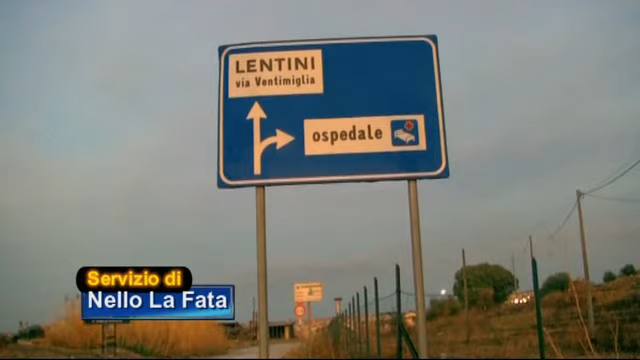 LENTINI
via Ventimiglia
ospedale
Servizio di
Nello La Fata